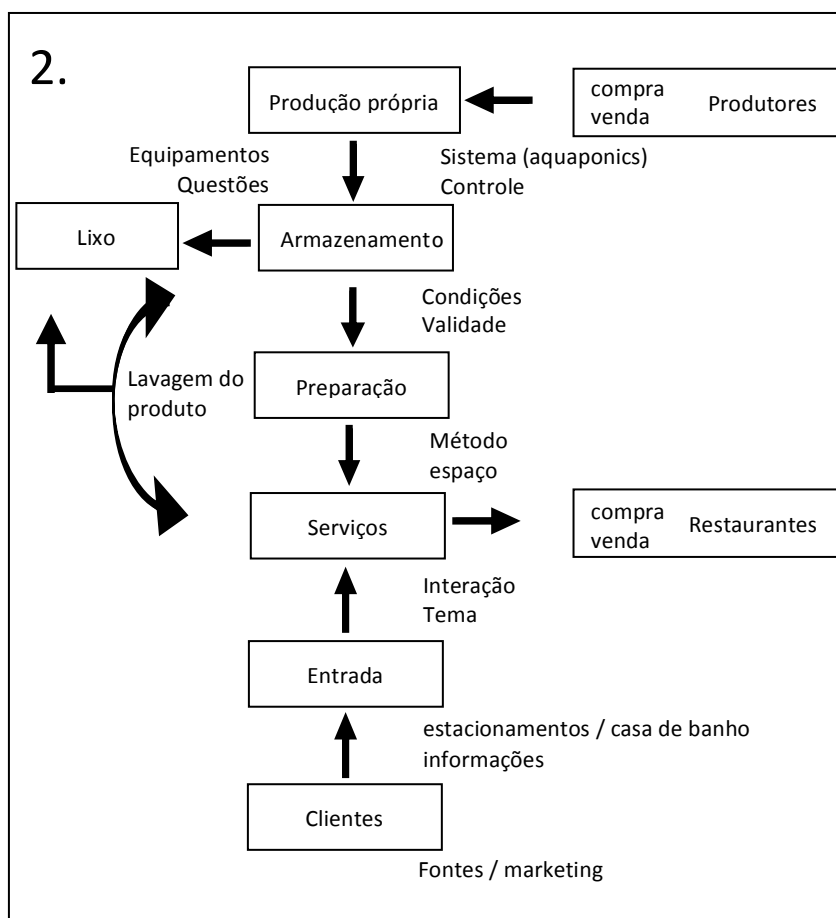 2.
Produção própria
compra
venda
Produtores
Equipamentos
Questões
Sistema (aquaponics)
Controle
Lixo
Armazenamento
Condições
Validade
Lavagem do
produto
Preparação
Método
espaço
Serviços
compra
venda
Restaurantes
Interação
Tema
Entrada
estacionamentos / casa de banho
informações
Clientes
Fontes / marketing